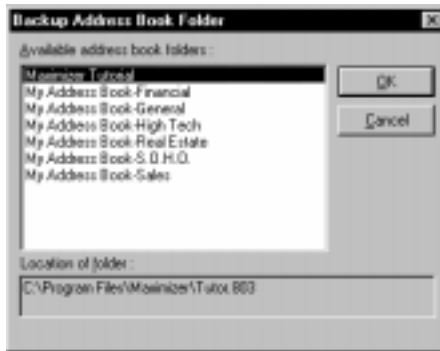 Backup Address Book Folder
Available address book folders :
Maximizer Tutorial
My Address Book-Financial
My Address Book-General
My Address Book-High Tech
My Address Book-Real Estate
My Address Book-S.O.H.O.
My Address Book-Sales
OK
Cancel
Location of folder :
C:\Program Files\Maximizer\Tutor.803